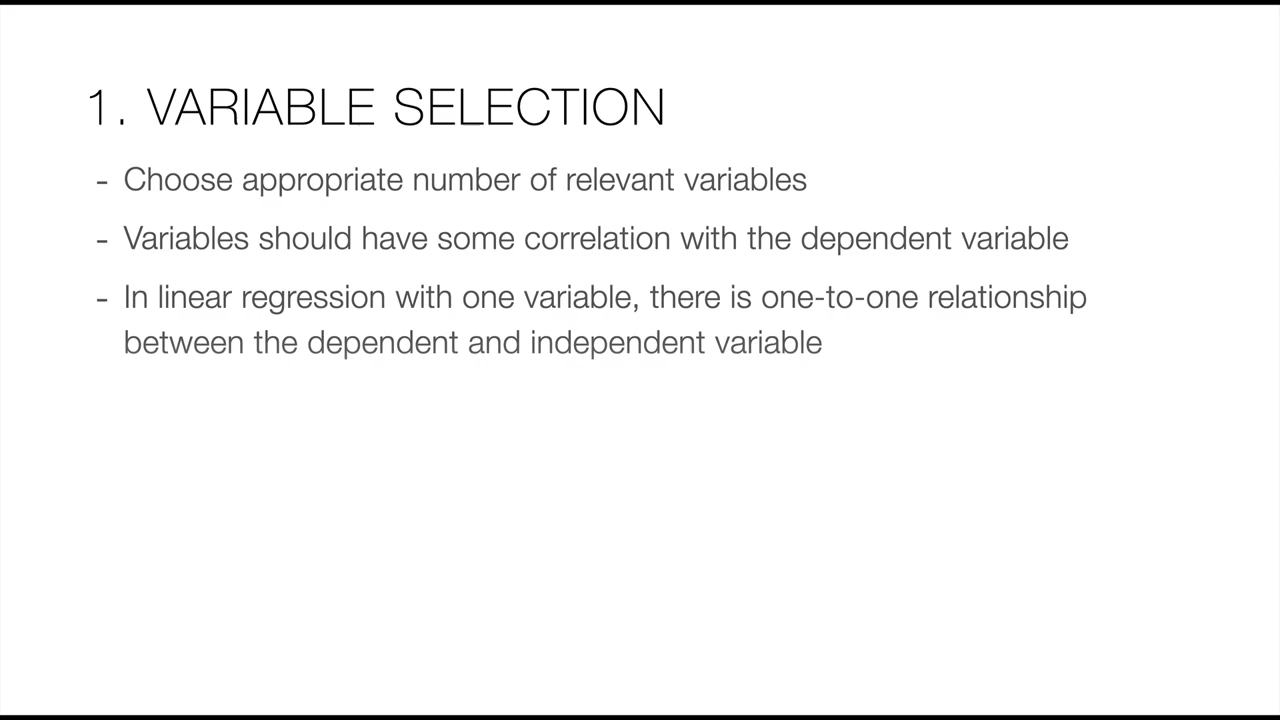 1. VARIABLE SELECTION
- Choose appropriate number of relevant variables
- Variables should have some correlation with the dependent variable
- In linear regression with one variable, there is one-to-one relationship
between the dependent and independent variable